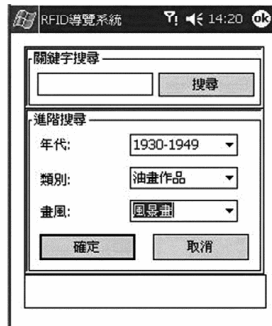 RFID導覽系統 14:20 ok
關鍵字搜尋
搜尋
進階搜尋
年代: 1930-1949
類別: 油畫作品
畫風: 風景畫
確定 取消